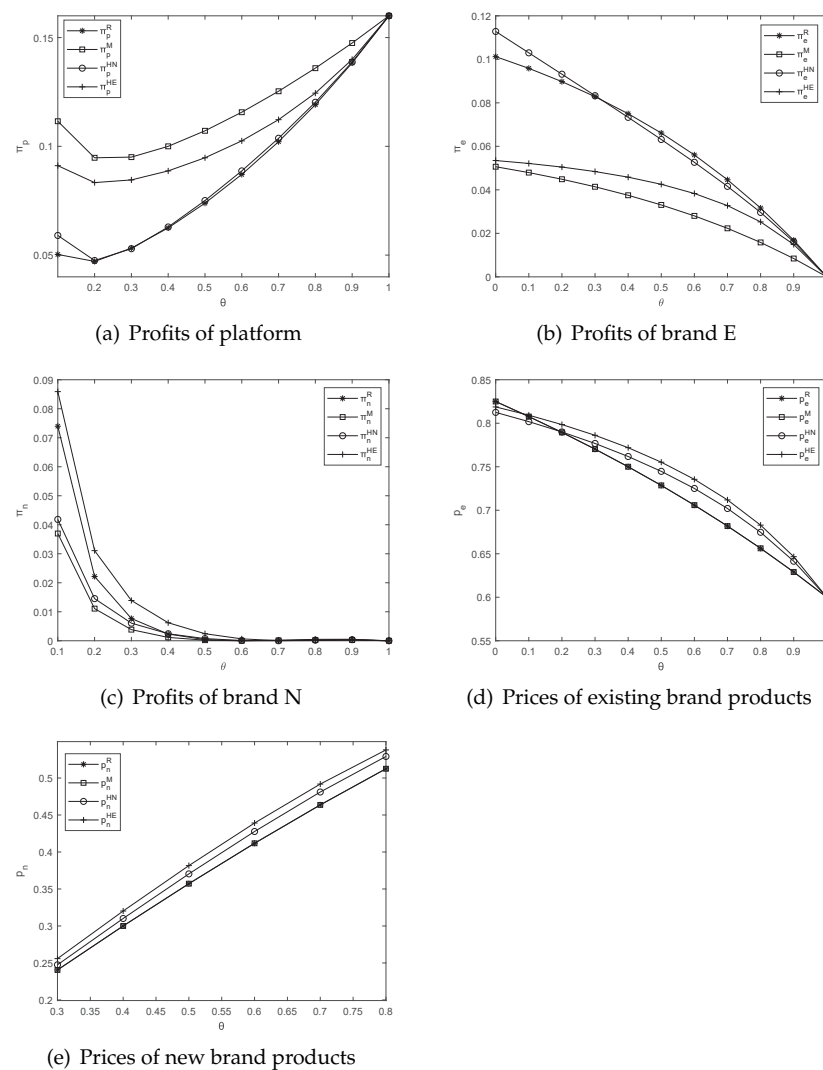 0.15
0.1
0.05
π_p
π_p^R
π_p^M
π_p^HN
π_p^HE
0.2 0.3 0.4 0.5 0.6 0.7 0.8 0.9 1
θ
(a) Profits of platform
0.12
0.1
0.08
0.06
0.04
0.02
0
π_e
π_e^R
π_e^M
π_e^HN
π_e^HE
0 0.1 0.2 0.3 0.4 0.5 0.6 0.7 0.8 0.9
θ
(b) Profits of brand E
0.09
0.08
0.07
0.06
0.05
0.04
0.03
0.02
0.01
0
π_n
π_n^R
π_n^M
π_n^HN
π_n^HE
0.1 0.2 0.3 0.4 0.5 0.6 0.7 0.8 0.9 1
θ
(c) Profits of brand N
0.85
0.8
0.75
0.7
0.65
0.6
0.55
p_e
p_e^R
p_e^M
p_e^HN
p_e^HE
0 0.1 0.2 0.3 0.4 0.5 0.6 0.7 0.8 0.9
θ
(d) Prices of existing brand products
0.5
0.45
0.4
0.35
0.3
0.25
0.2
p_n
p_n^R
p_n^M
p_n^HN
p_n^HE
0.3 0.35 0.4 0.45 0.5 0.55 0.6 0.65 0.7 0.75 0.8
θ
(e) Prices of new brand products